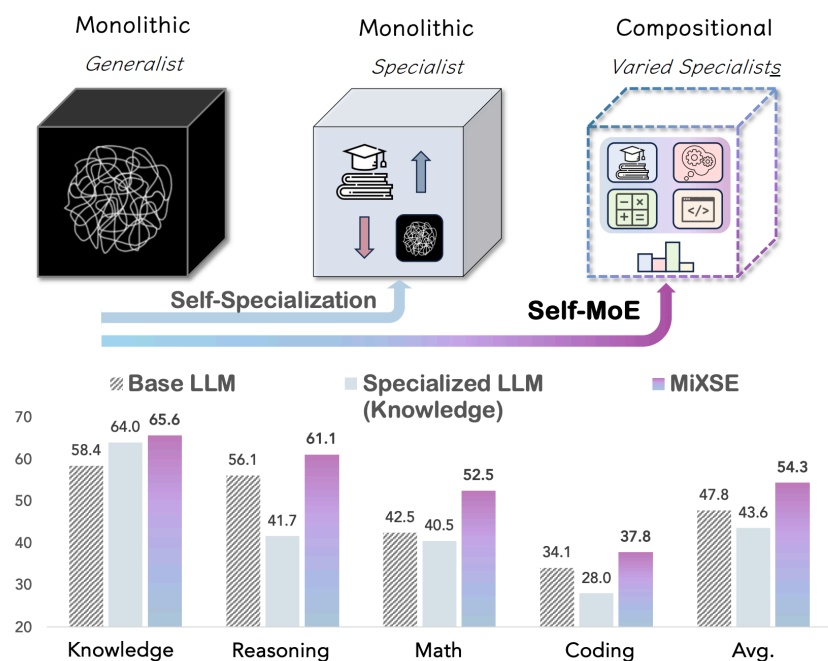 Monolithic
Monolithic
Compositional
Generalist
Specialist
Varied Specialists
</>
Self-Specialization
Self-MoE
Base LLM
Specialized LLM
(Knowledge)
MiXSE
70
60
50
40
30
20
58.4
64.0
65.6
56.1
41.7
61.1
42.5
40.5
52.5
34.1
28.0
37.8
47.8
43.6
54.3
Knowledge
Reasoning
Math
Coding
Avg.